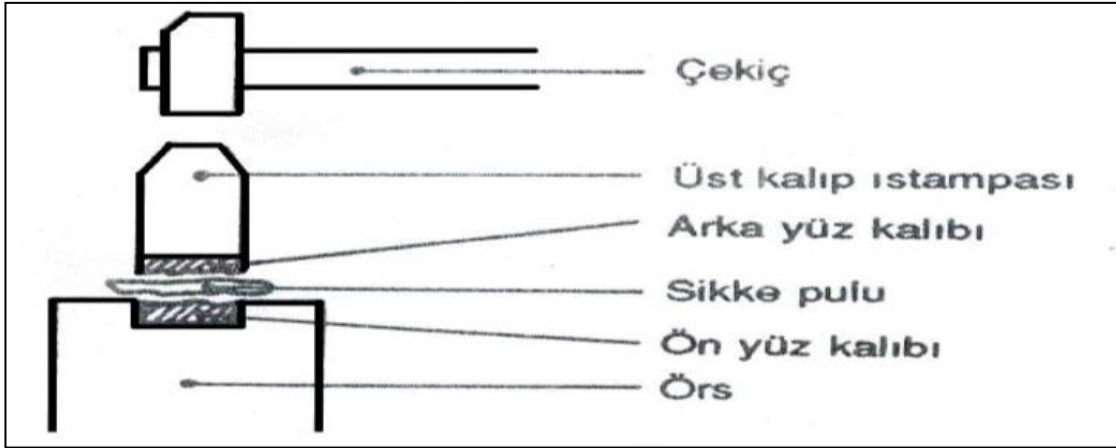 Çekiç
Üst kalıp ıstampası
Arka yüz kalıbı
Sikke pulu
Ön yüz kalıbı
Örs